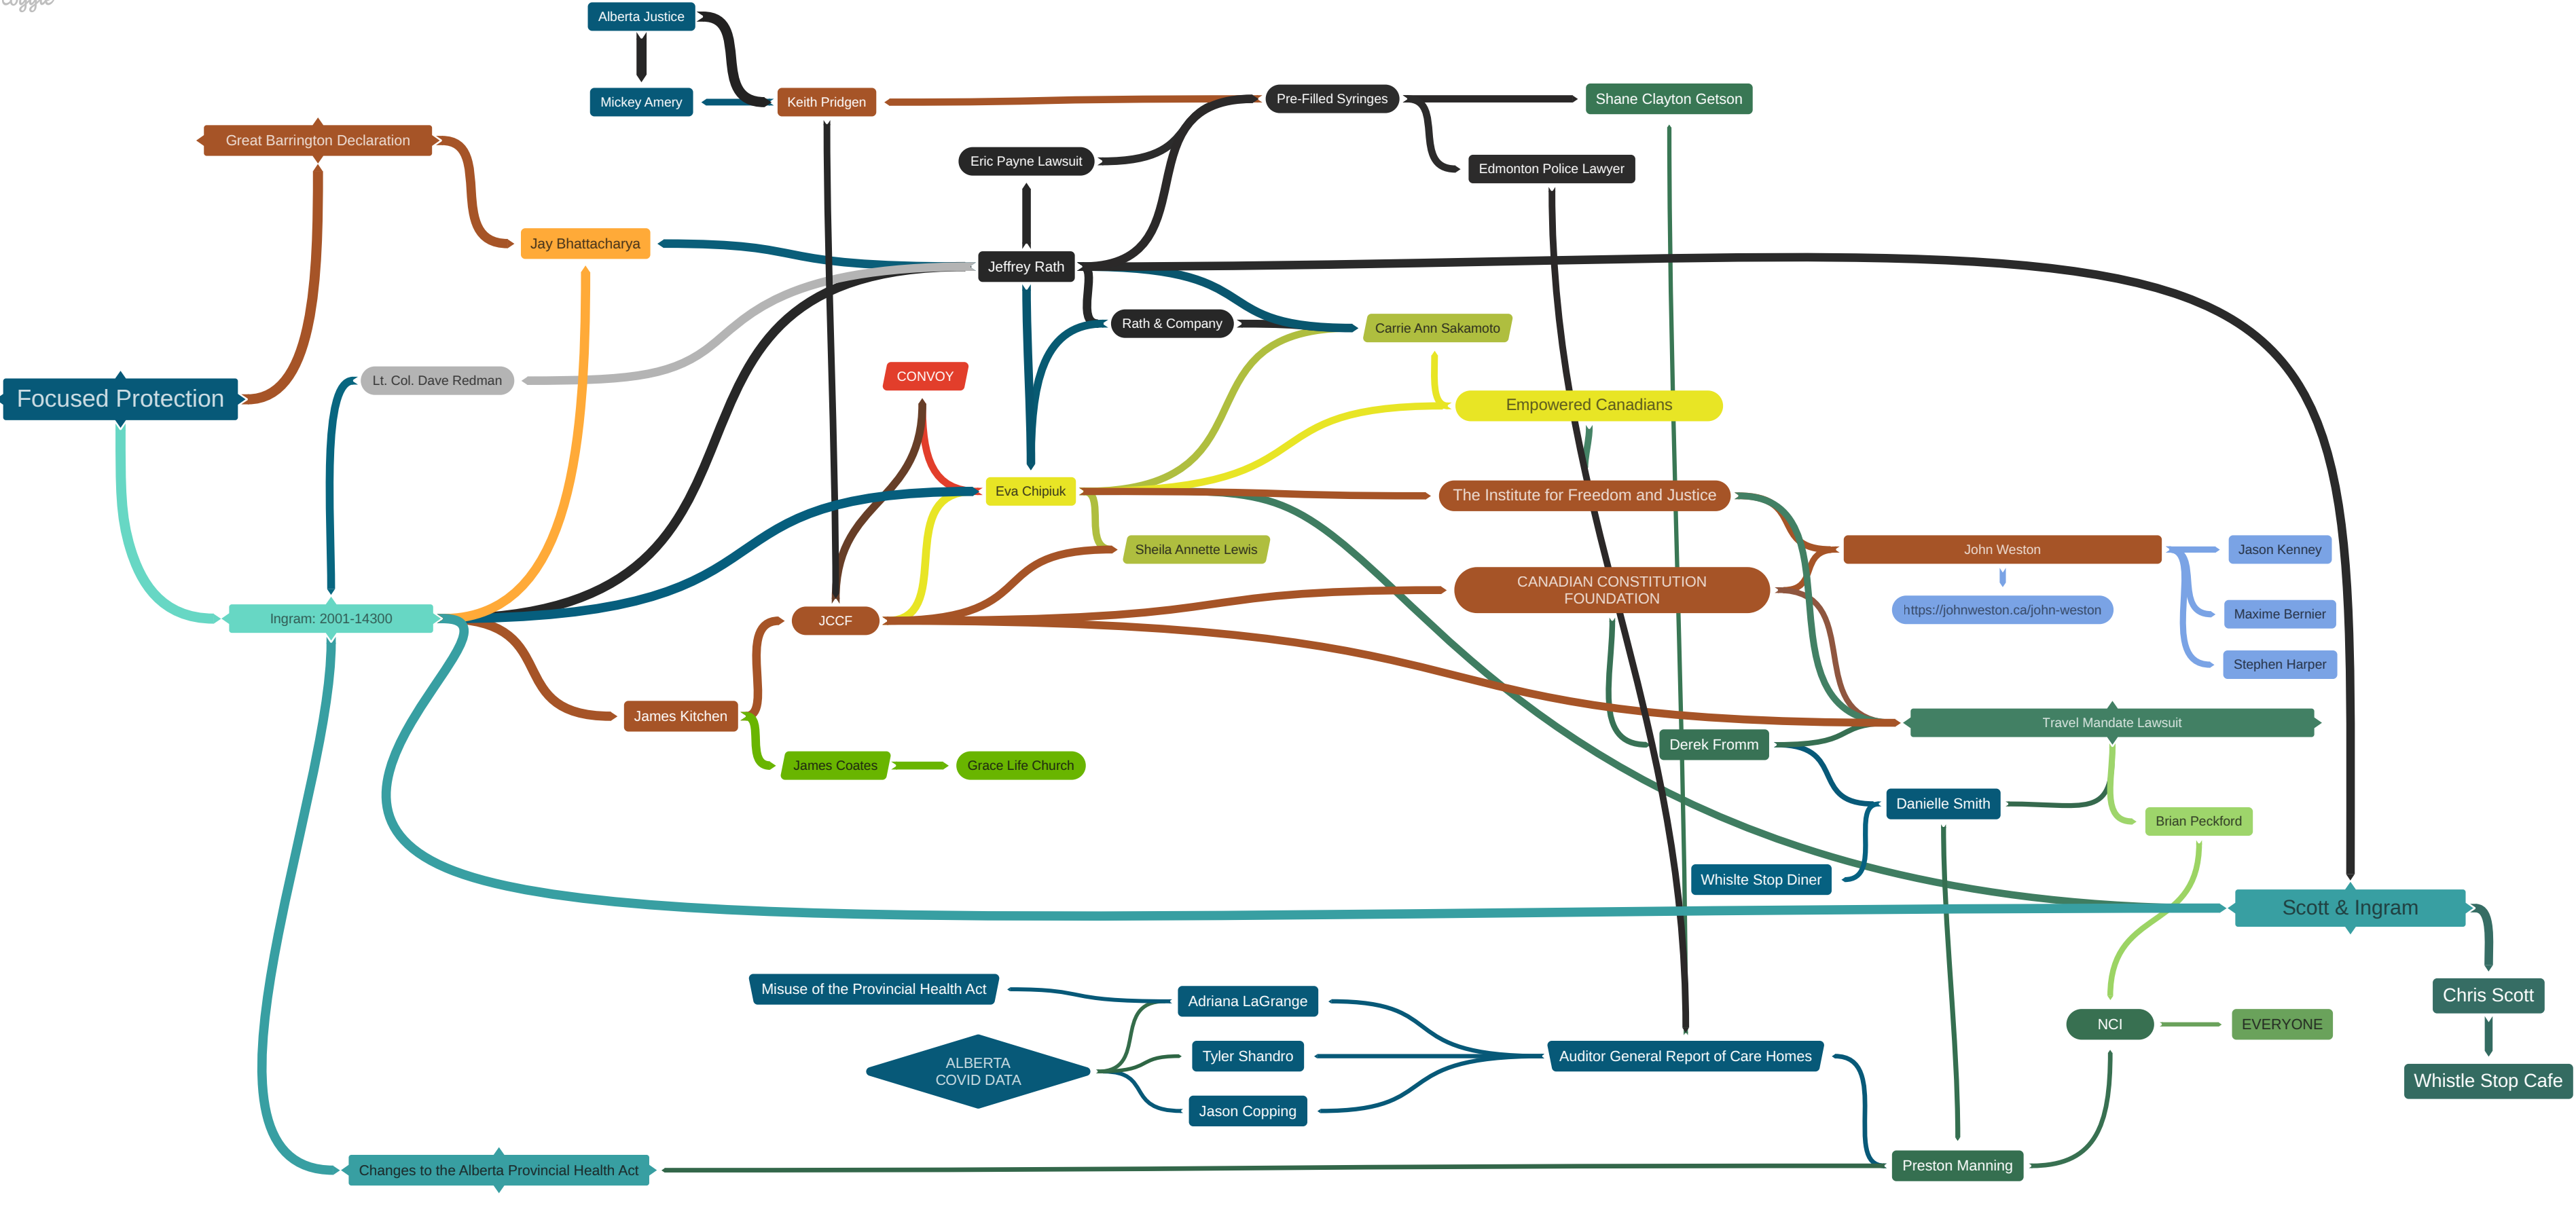 coggle
Alberta Justice
Mickey Amery
Keith Pridgen
Pre-Filled Syringes
Shane Clayton Getson
Great Barrington Declaration
Eric Payne Lawsuit
Edmonton Police Lawyer
Jay Bhattacharya
Jeffrey Rath
Rath & Company
Carrie Ann Sakamoto
Lt. Col. Dave Redman
CONVOY
Focused Protection
Empowered Canadians
Eva Chipiuk
The Institute for Freedom and Justice
Sheila Annette Lewis
John Weston
Jason Kenney
CANADIAN CONSTITUTION
FOUNDATION
https://johnweston.ca/john-weston
Maxime Bernier
Ingram: 2001-14300
JCCF
Stephen Harper
James Kitchen
Travel Mandate Lawsuit
Derek Fromm
James Coates
Grace Life Church
Danielle Smith
Brian Peckford
Whislte Stop Diner
Scott & Ingram
Misuse of the Provincial Health Act
Adriana LaGrange
Chris Scott
NCI
EVERYONE
ALBERTA
COVID DATA
Tyler Shandro
Auditor General Report of Care Homes
Whistle Stop Cafe
Jason Copping
Changes to the Alberta Provincial Health Act
Preston Manning